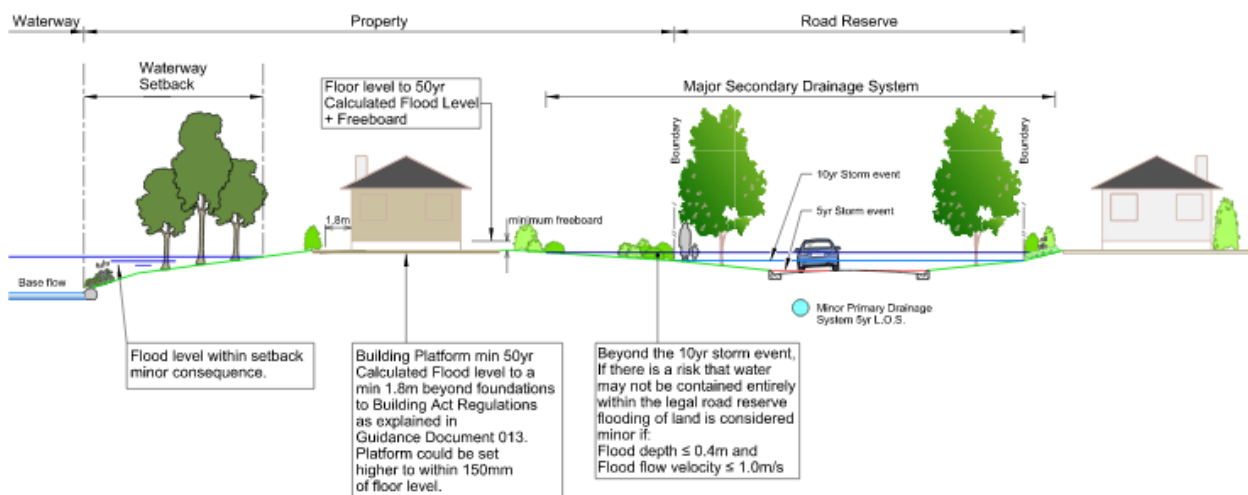 Waterway
Property
Road Reserve
Waterway
Setback
Floor level to 50yr
Calculated Flood Level
+ Freeboard
Major Secondary Drainage System
Boundary
Boundary
10yr Storm event
5yr Storm event
1.8m
minimum freeboard
Base flow
Minor Primary Drainage
System 5yr L.O.S.
Flood level within setback
minor consequence.
Building Platform min 50yr
Calculated Flood level to a
min 1.8m beyond foundations
to Building Act Regulations
as explained in
Guidance Document 013.
Platform could be set
higher to within 150mm
of floor level.
Beyond the 10yr storm event,
If there is a risk that water
may not be contained entirely
within the legal road reserve
flooding of land is considered
minor if:
Flood depth ≤ 0.4m and
Flood flow velocity ≤ 1.0m/s